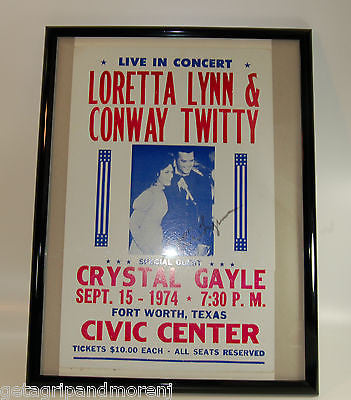 ★ LIVE IN CONCERT ★
LORETTA LYNN &
CONWAY TWITTY
★ ★ ★ SPECIAL GUEST ★ ★ ★
CRYSTAL GAYLE
SEPT. 15 - 1974 ★ 7:30 P. M.
FORT WORTH, TEXAS
CIVIC CENTER
TICKETS $10.00 EACH - ALL SEATS RESERVED
getagripandmorenj